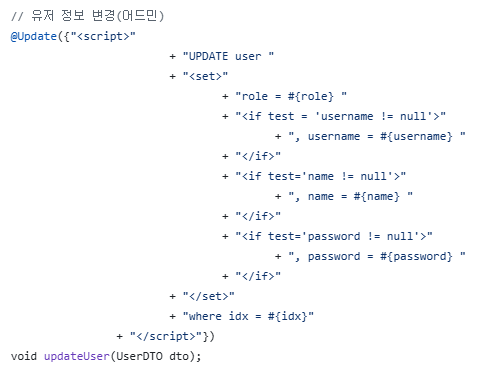 // 유저 정보 변경(어드민)
@Update({"<script>"
+ "UPDATE user "
+ "<set>"
+ "role = #{role} "
+ "<if test = 'username != null'>"
+ ", username = #{username} "
+ "</if>"
+ "<if test='name != null'>"
+ ", name = #{name} "
+ "</if>"
+ "<if test='password != null'>"
+ ", password = #{password} "
+ "</if>"
+ "</set>"
+ "where idx = #{idx}"
+ "</script>"})
void updateUser(UserDTO dto);